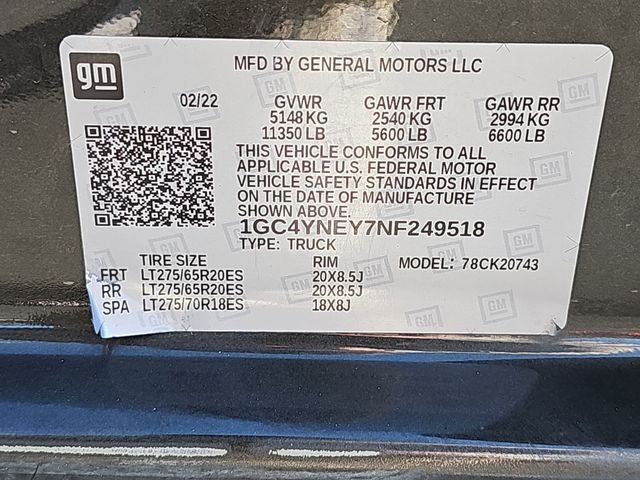 gm
MFD BY GENERAL MOTORS LLC
02/22 GVWR GAWR FRT GAWR RR
5148 KG 2540 KG 2994 KG
11350 LB 5600 LB 6600 LB
THIS VEHICLE CONFORMS TO ALL
APPLICABLE U.S. FEDERAL MOTOR
VEHICLE SAFETY STANDARDS IN EFFECT
ON THE DATE OF MANUFACTURE
SHOWN ABOVE.
1GC4YNEY7NF249518
TYPE: TRUCK
TIRE SIZE RIM MODEL: 78CK20743
FRT LT275/65R20ES 20X8.5J
RR LT275/65R20ES 20X8.5J
SPA LT275/70R18ES 18X8J